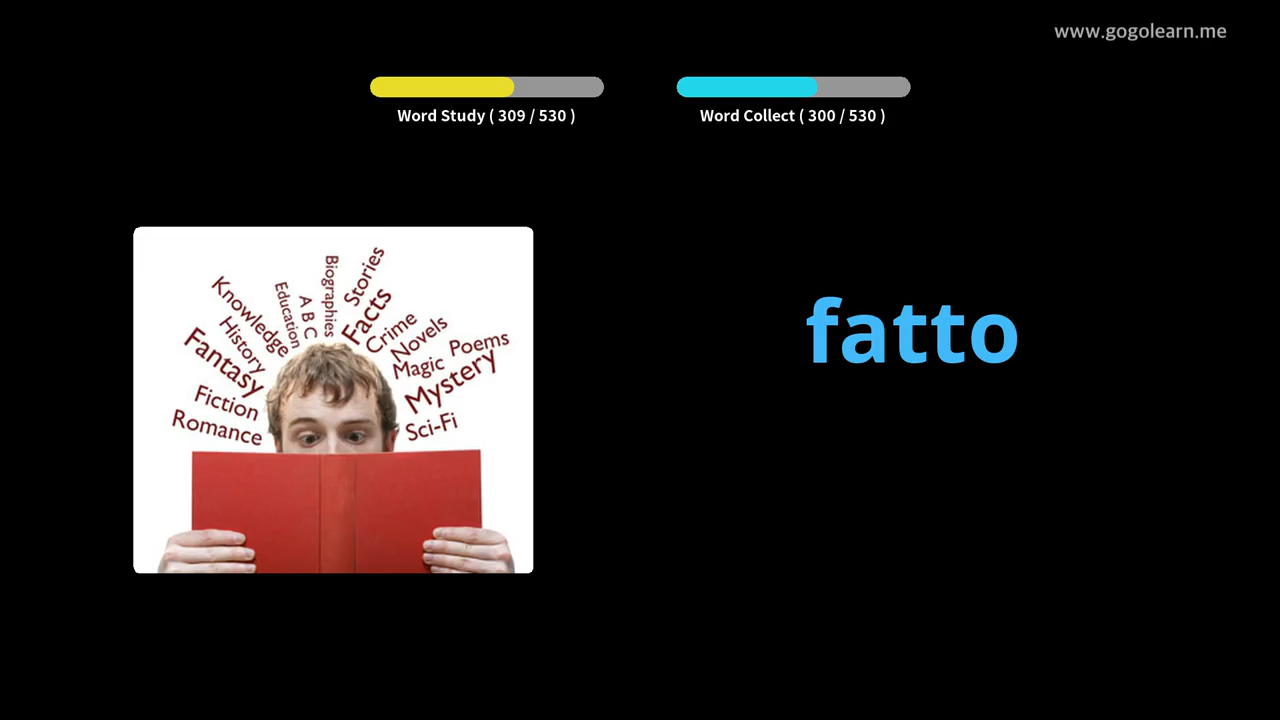 www.gogolearn.me
Word Study ( 309 / 530 )
Word Collect ( 300 / 530 )
Romance
Fiction
Fantasy
History
Knowledge
Education
A B C
Biographies
Stories
Facts
Crime
Novels
Magic
Poems
Mystery
Sci-Fi
fatto